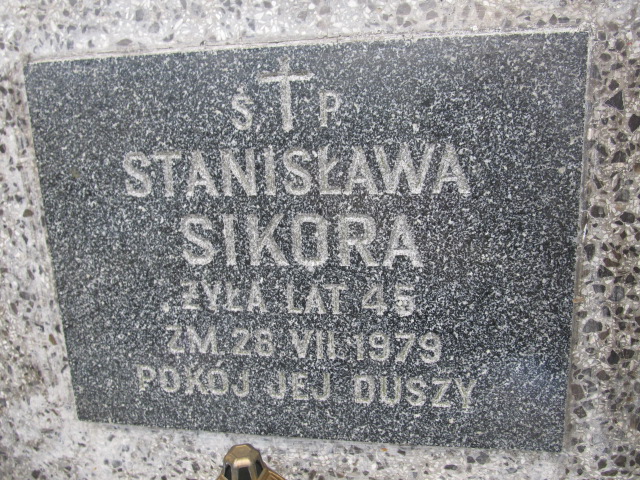 Ś P
STANISŁAWA
SIKORA
ŻYŁA LAT 45
ZM. 28 VII 1979
POKÓJ JEJ DUSZY